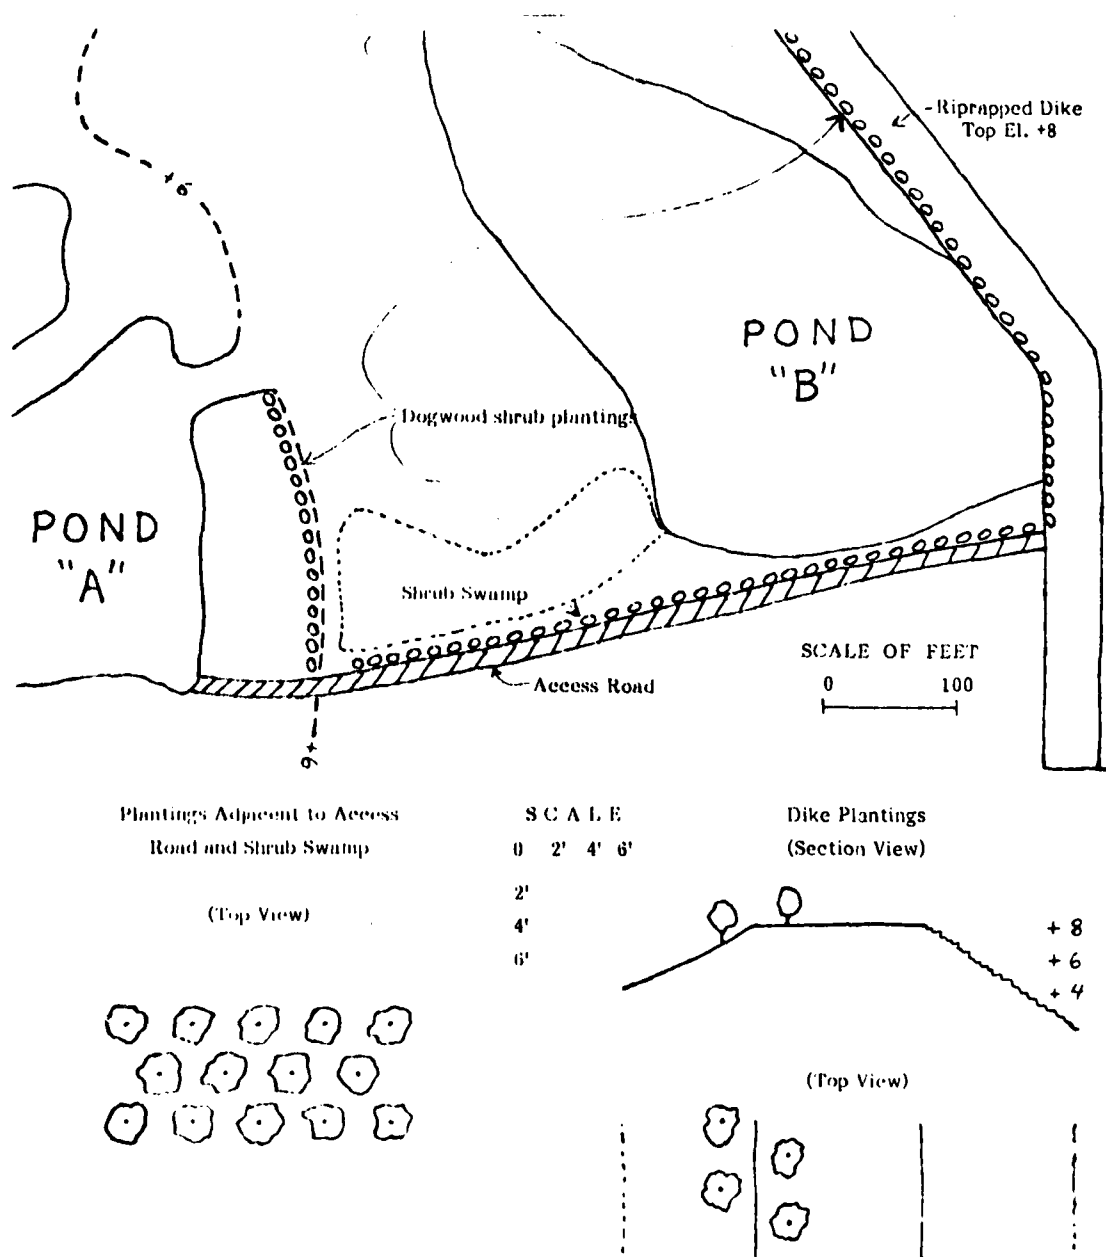 -Riprapped Dike
Top El. +8
+6
POND
"B"
Dogwood shrub plantings
POND
"A"
Shrub Swamp
SCALE OF FEET
Access Road
0 100
+6
Plantings Adjacent to Access
Road and Shrub Swamp
(Top View)
SCALE
0 2' 4' 6'
2'
4'
6'
Dike Plantings
(Section View)
+ 8
+ 6
+ 4
(Top View)